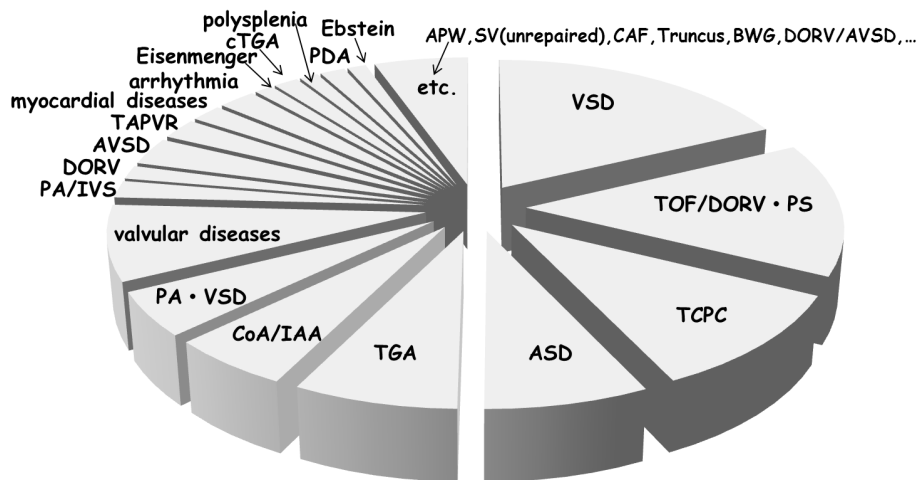 polysplenia
Ebstein
APW,SV(unrepaired),CAF,Truncus,BWG,DORV/AVSD,…
cTGA
Eisenmenger
PDA
arrhythmia
etc.
myocardial diseases
VSD
TAPVR
AVSD
DORV
PA/IVS
TOF/DORV・PS
valvular diseases
PA・VSD
TCPC
CoA/IAA
TGA
ASD